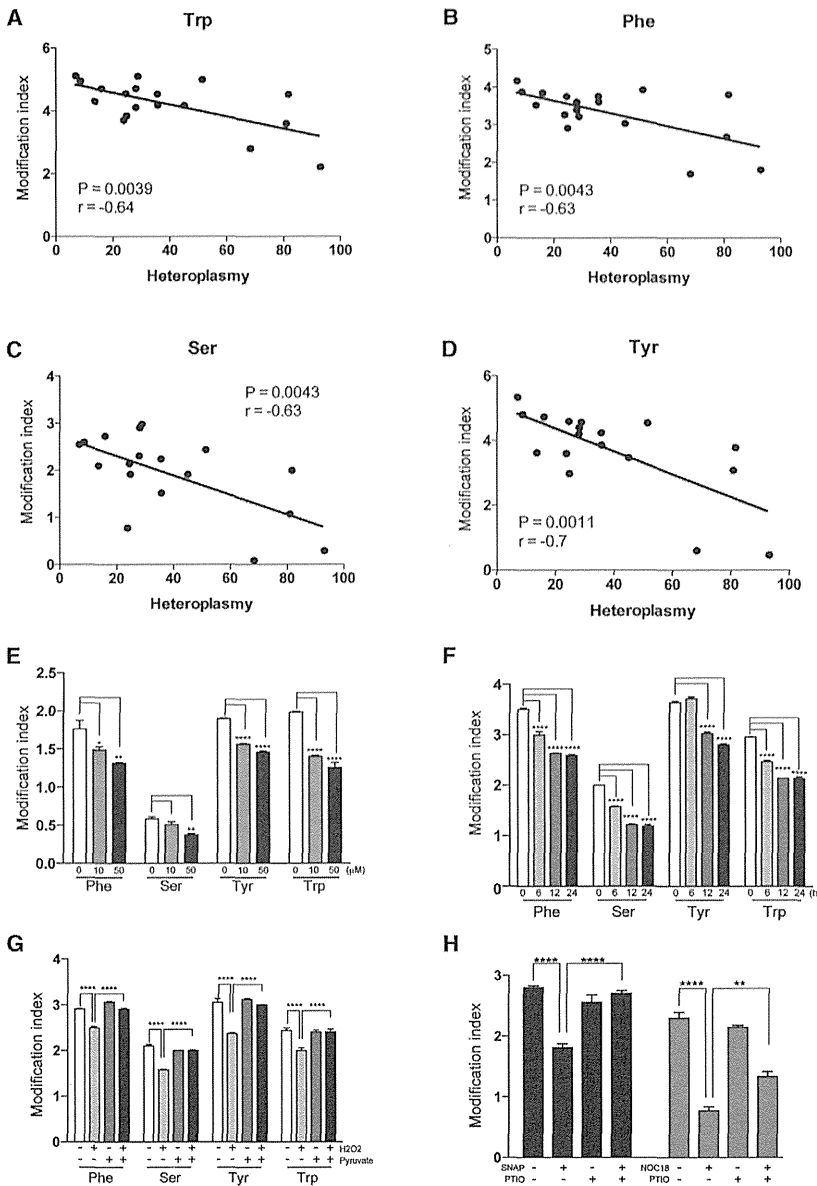 A
Trp
Modification index
6
4
2
0
P = 0.0039
r = -0.64
0 20 40 60 80 100
Heteroplasmy
B
Phe
Modification index
5
4
3
2
1
0
P = 0.0043
r = -0.63
0 20 40 60 80 100
Heteroplasmy
C
Ser
Modification index
4
3
2
1
0
P = 0.0043
r = -0.63
0 20 40 60 80 100
Heteroplasmy
D
Tyr
Modification index
6
4
2
0
P = 0.0011
r = -0.7
0 20 40 60 80 100
Heteroplasmy
E
Modification index
2.5
2.0
1.5
1.0
0.5
0.0
* ** ** **** **** **** ****
0 10 50 0 10 50 0 10 50 0 10 50 (μM)
Phe Ser Tyr Trp
F
Modification index
4
3
2
1
0
**** **** **** **** **** **** **** **** **** **** ****
0 6 12 24 0 6 12 24 0 6 12 24 0 6 12 24 (h
Phe Ser Tyr Trp
G
Modification index
4
3
2
1
0
**** **** **** **** **** **** **** ****
- + - + - + - + - + - + - + - + H2O2
- - + + - - + + - - + + - - + + Pyruvate
Phe Ser Tyr Trp
H
Modification index
3
2
1
0
**** **** **** **
SNAP - + - + NOC18 - + - +
PTIO - - + + PTIO - - + +